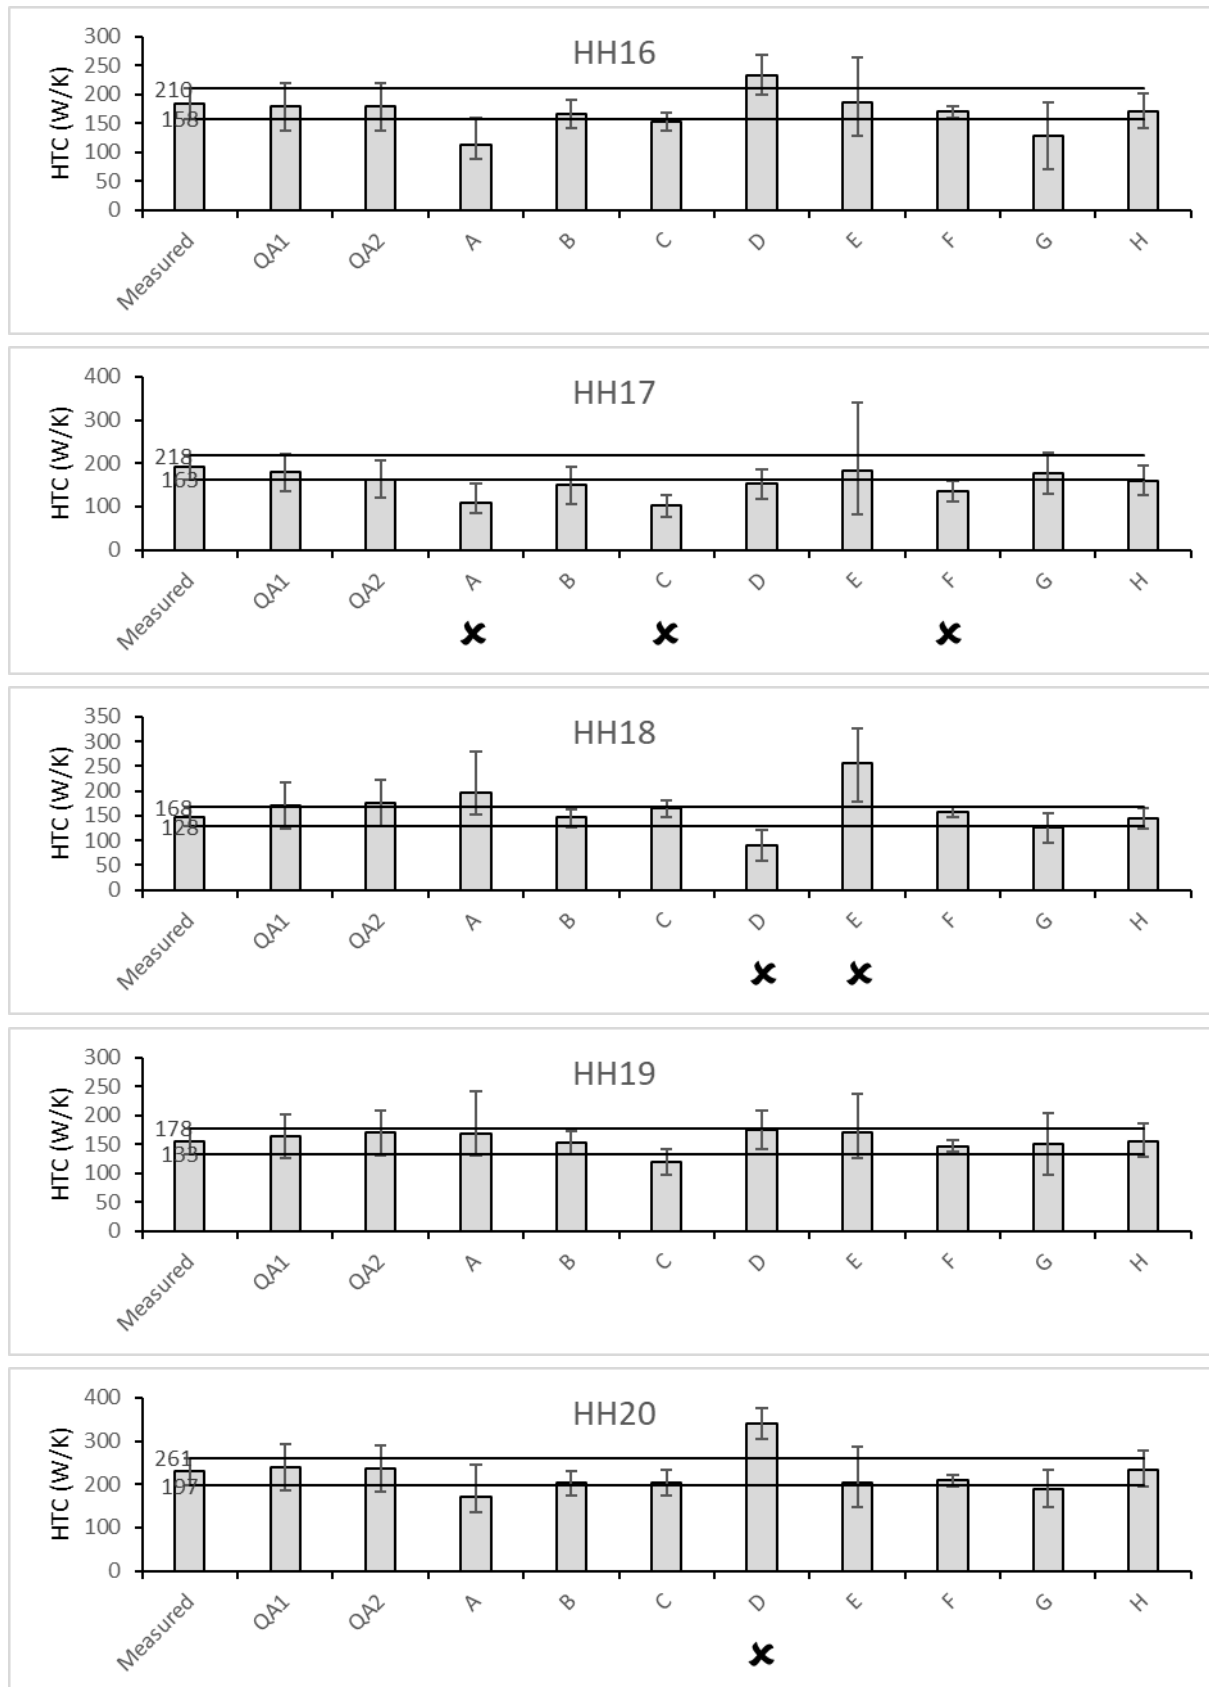 HH16
HTC (W/K)
300
250
200
150
100
50
0
210
158
Measured QA1 QA2 A B C D E F G H
HH17
HTC (W/K)
400
300
200
100
0
218
163
Measured QA1 QA2 A B C D E F G H
✘ ✘ ✘
HH18
HTC (W/K)
350
300
250
200
150
100
50
0
168
128
Measured QA1 QA2 A B C D E F G H
✘ ✘
HH19
HTC (W/K)
300
250
200
150
100
50
0
178
133
Measured QA1 QA2 A B C D E F G H
HH20
HTC (W/K)
400
300
200
100
0
261
197
Measured QA1 QA2 A B C D E F G H
✘